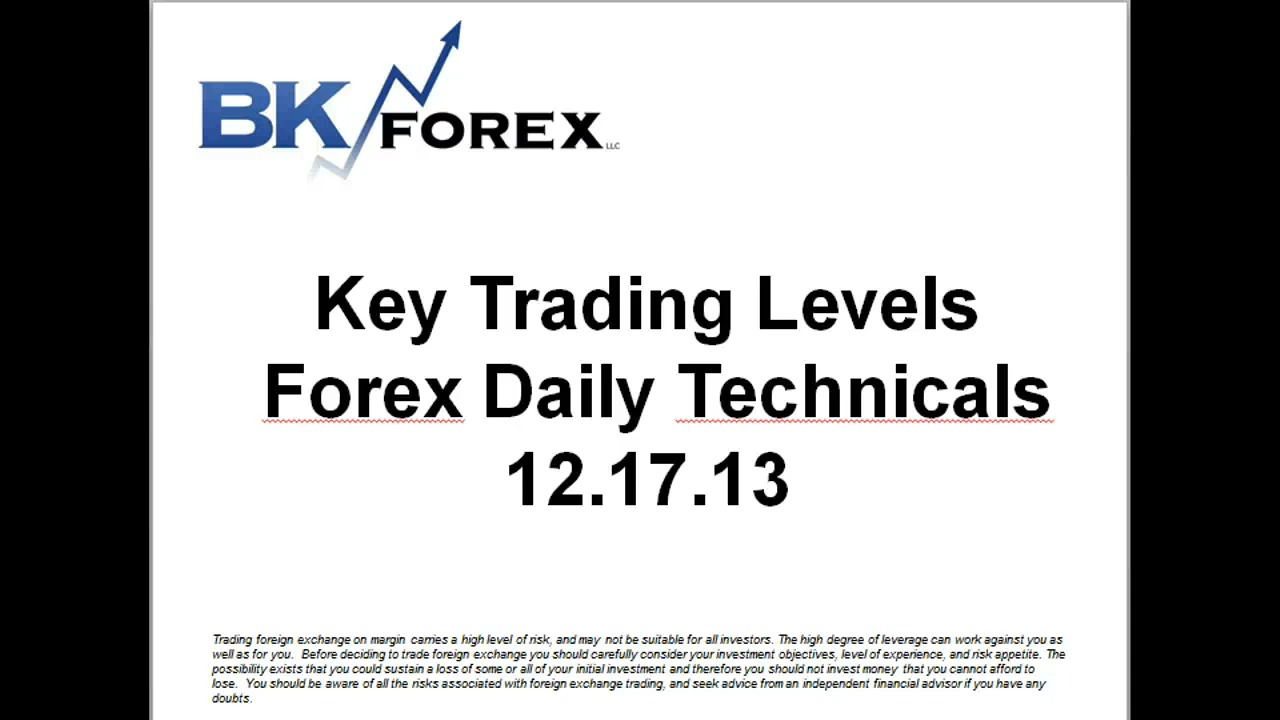 BK FOREX LLC
Key Trading Levels
Forex Daily Technicals
12.17.13
Trading foreign exchange on margin carries a high level of risk, and may not be suitable for all investors. The high degree of leverage can work against you as
well as for you. Before deciding to trade foreign exchange you should carefully consider your investment objectives, level of experience, and risk appetite. The
possibility exists that you could sustain a loss of some or all of your initial investment and therefore you should not invest money that you cannot afford to
lose. You should be aware of all the risks associated with foreign exchange trading, and seek advice from an independent financial advisor if you have any
doubts.